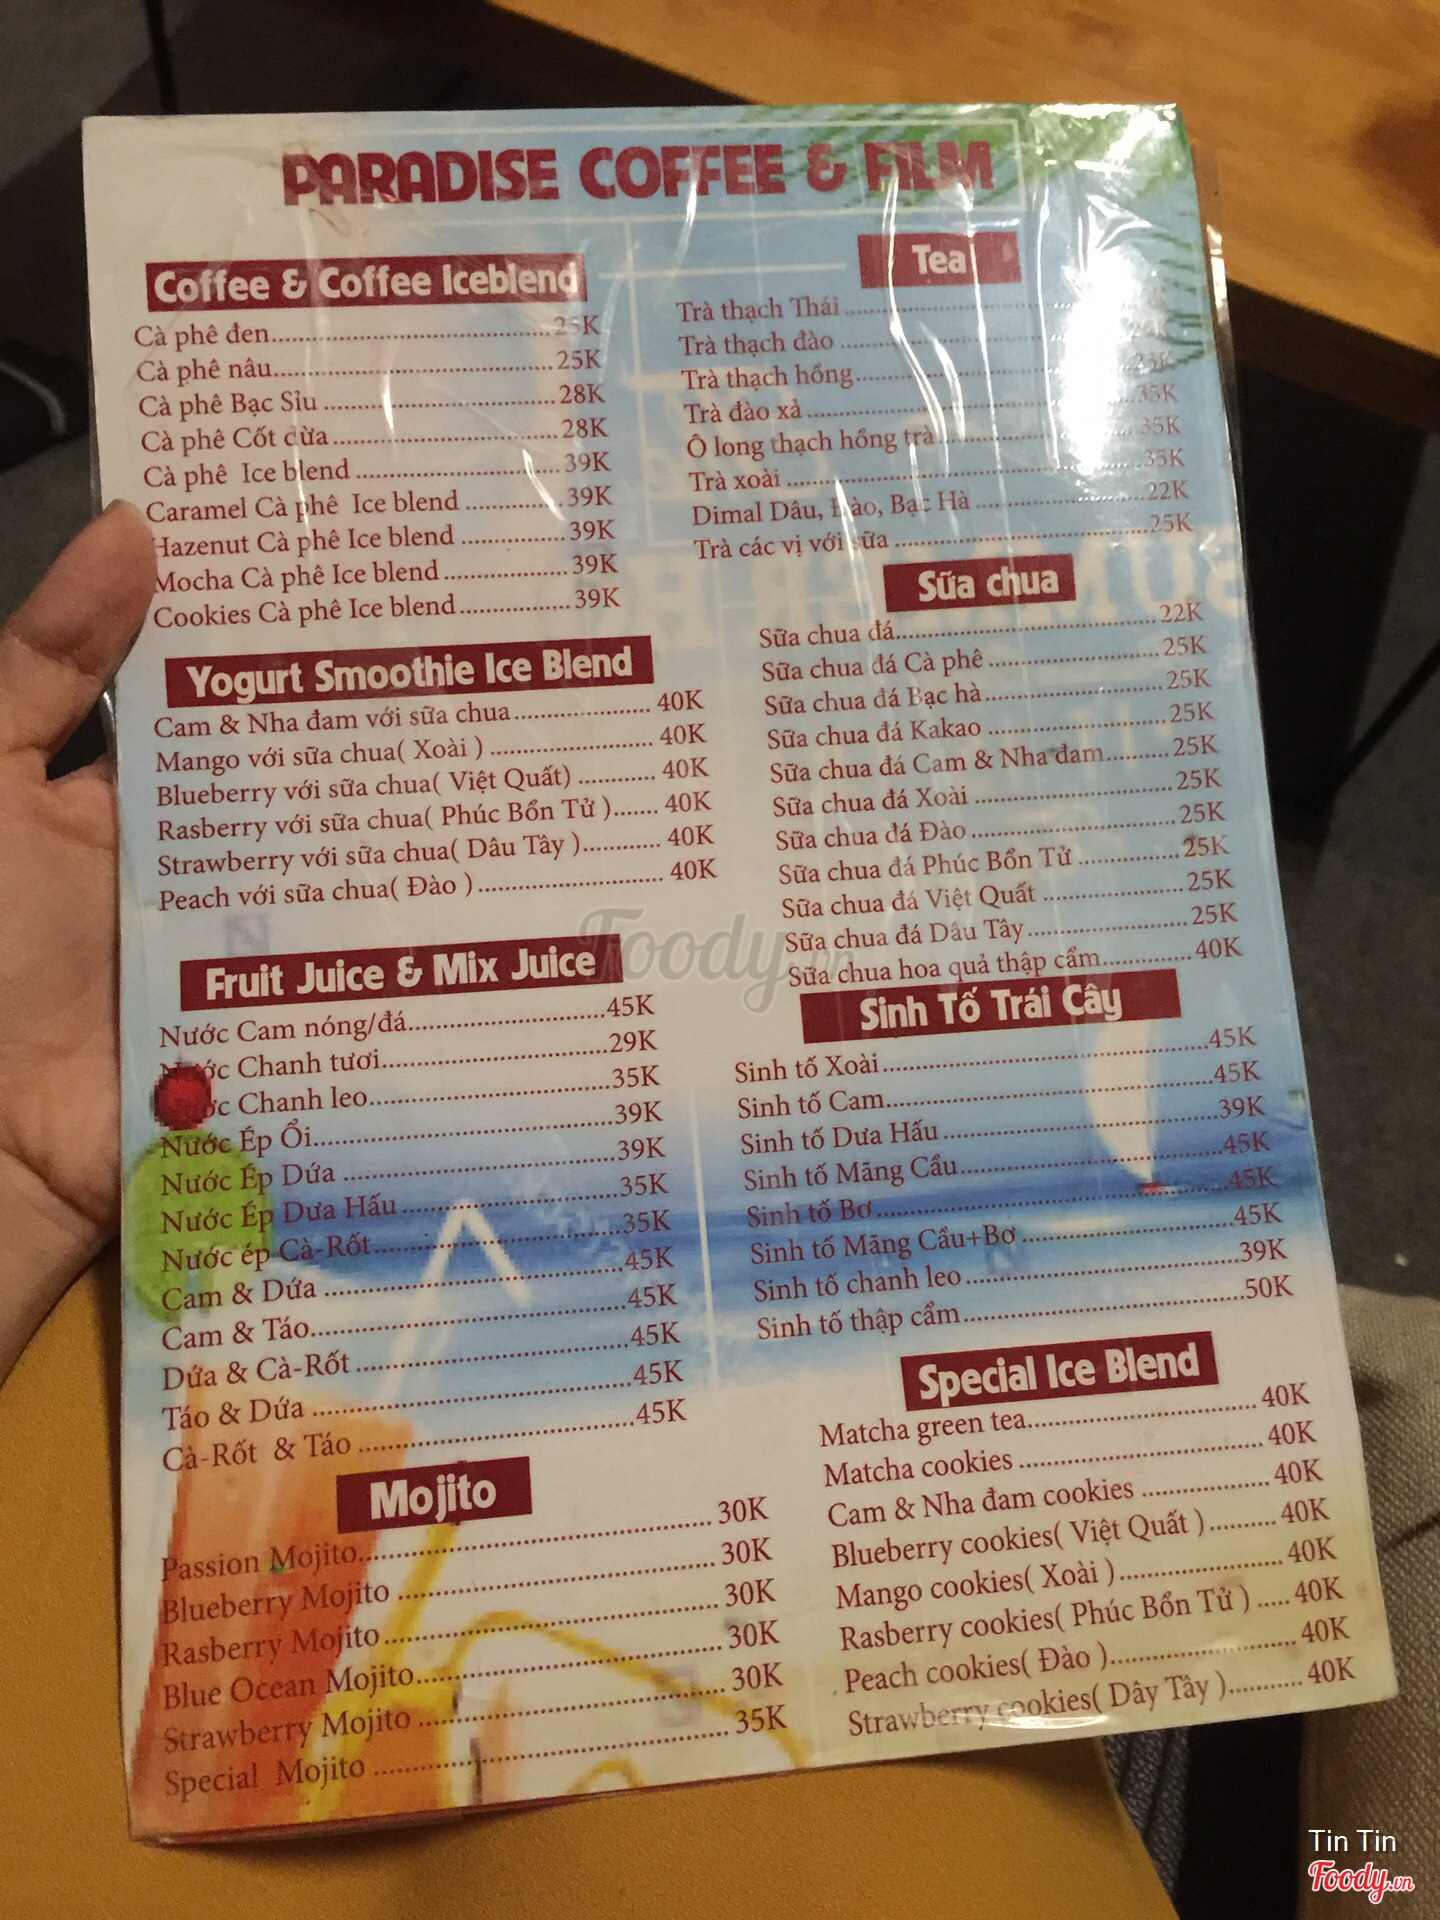 PARADISE COFFEE & FILM
Coffee & Coffee Iceblend
Cà phê đen 25K
Cà phê nâu 25K
Cà phê Bạc Sỉu 28K
Cà phê Cốt dừa 28K
Cà phê Ice blend 39K
Caramel Cà phê Ice blend 39K
Hazenut Cà phê Ice blend 39K
Mocha Cà phê Ice blend 39K
Cookies Cà phê Ice blend 39K
Yogurt Smoothie Ice Blend
Cam & Nha đam với sữa chua 40K
Mango với sữa chua( Xoài ) 40K
Blueberry với sữa chua( Việt Quất) 40K
Rasberry với sữa chua( Phúc Bồn Tử ) 40K
Strawberry với sữa chua( Dâu Tây ) 40K
Peach với sữa chua( Đào ) 40K
Fruit Juice & Mix Juice
Nước Cam nóng/đá 45K
Nước Chanh tươi 29K
Nước Chanh leo 35K
Nước Ép Ổi 39K
Nước Ép Dứa 39K
Nước Ép Dưa Hấu 35K
Nước ép Cà-Rốt 35K
Cam & Dứa 45K
Cam & Táo 45K
Dứa & Cà-Rốt 45K
Táo & Dứa 45K
Cà-Rốt & Táo 45K
Mojito
Passion Mojito 30K
Blueberry Mojito 30K
Rasberry Mojito 30K
Blue Ocean Mojito 30K
Strawberry Mojito 30K
Special Mojito 35K
Tea
Trà thạch Thái
Trà thạch đào
Trà thạch hồng
Trà đào xả 35K
Ô long thạch hồng trà 35K
Trà xoài 35K
Dimal Dâu, Đào, Bạc Hà 22K
Trà các vị với sữa 25K
Sữa chua
Sữa chua đá 22K
Sữa chua đá Cà phê 25K
Sữa chua đá Bạc hà 25K
Sữa chua đá Kakao 25K
Sữa chua đá Cam & Nha đam 25K
Sữa chua đá Xoài 25K
Sữa chua đá Đào 25K
Sữa chua đá Phúc Bồn Tử 25K
Sữa chua đá Việt Quất 25K
Sữa chua đá Dâu Tây 25K
Sữa chua hoa quả thập cẩm 40K
Sinh Tố Trái Cây
Sinh tố Xoài 45K
Sinh tố Cam 45K
Sinh tố Dưa Hấu 39K
Sinh tố Mãng Cầu 45K
Sinh tố Bơ 45K
Sinh tố Mãng Cầu+Bơ 45K
Sinh tố chanh leo 39K
Sinh tố thập cẩm 50K
Special Ice Blend
Matcha green tea 40K
Matcha cookies 40K
Cam & Nha đam cookies 40K
Blueberry cookies( Việt Quất ) 40K
Mango cookies( Xoài ) 40K
Rasberry cookies( Phúc Bồn Tử ) 40K
Peach cookies( Đào ) 40K
Strawberry cookies( Dây Tây ) 40K
Foody.vn
Tin Tin
Foody.vn